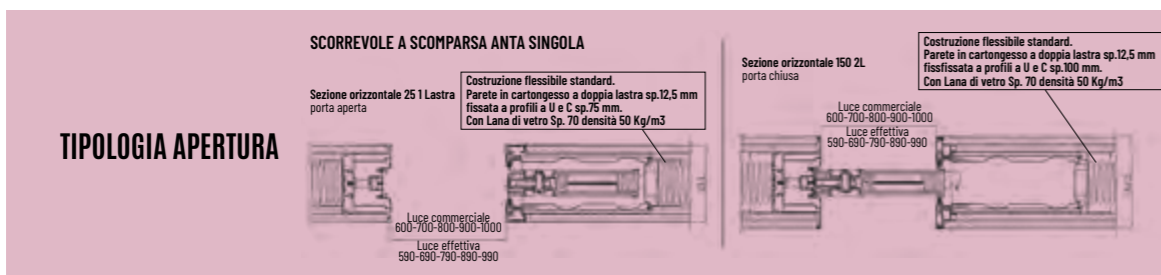 TIPOLOGIA APERTURA
SCORREVOLE A SCOMPARSA ANTA SINGOLA
Sezione orizzontale 25 1 Lastra
porta aperta
Costruzione flessibile standard.
Parete in cartongesso a doppia lastra sp.12,5 mm
fissata a profili a U e C sp.75 mm.
Con Lana di vetro Sp. 70 densità 50 Kg/m3
Luce commerciale
600-700-800-900-1000
Luce effettiva
590-690-790-890-990
Sezione orizzontale 150 2L
porta chiusa
Costruzione flessibile standard.
Parete in cartongesso a doppia lastra sp.12,5 mm
fissfissata a profili a U e C sp.100 mm.
Con Lana di vetro Sp. 70 densità 50 Kg/m3
Luce commerciale
600-700-800-900-1000
Luce effettiva
590-690-790-890-990